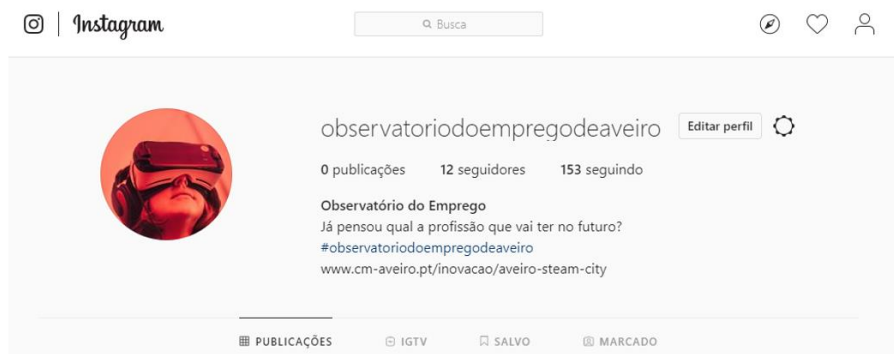 Instagram
Busca
observatoriodoempregodeaveiro Editar perfil
0 publicações 12 seguidores 153 seguindo
Observatório do Emprego
Já pensou qual a profissão que vai ter no futuro?
#observatoriodoempregodeaveiro
www.cm-aveiro.pt/inovacao/aveiro-steam-city
PUBLICAÇÕES IGTV SALVO MARCADO